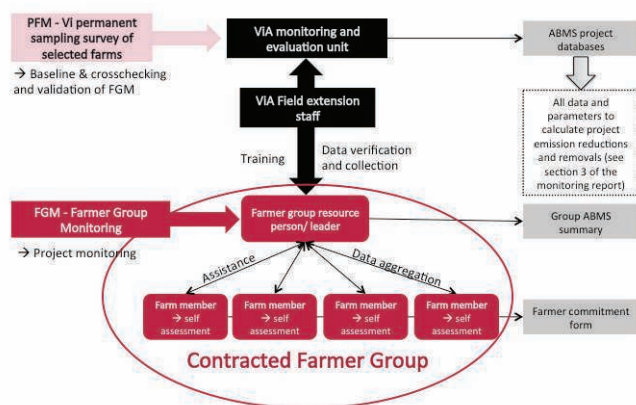 PFM - Vi permanent
sampling survey of
selected farms
→ Baseline & crosschecking
and validation of FGM
ViA monitoring and
evaluation unit
ABMS project
databases
ViA Field extension
staff
All data and
parameters to
calculate project
emission reductions
and removals (see
section 3 of the
monitoring report)
Training
Data verification
and collection
FGM - Farmer Group
Monitoring
→ Project monitoring
Farmer group resource
person/ leader
Group ABMS
summary
Assistance
Data aggregation
Farm member
→ self
assessment
Farm member
→ self
assessment
Farm member
→ self
assessment
Farm member
→ self
assessment
Farmer commitment
form
Contracted Farmer Group